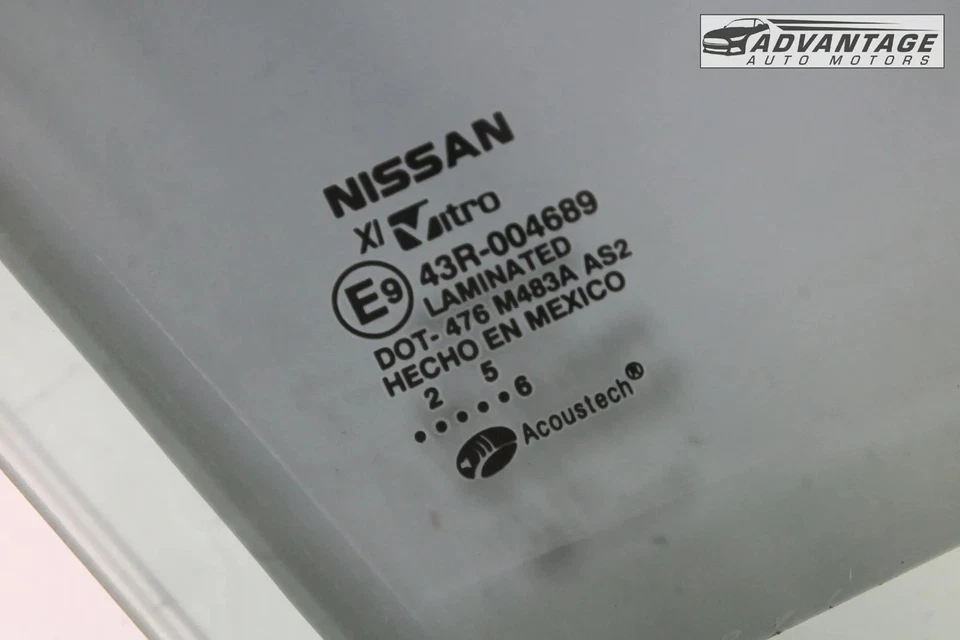 ADVANTAGE
AUTO MOTORS
NISSAN
XI Vitro
E9 43R-004689
LAMINATED
DOT- 476 M483A AS2
HECHO EN MEXICO
2 5
•••••6
Acoustech®